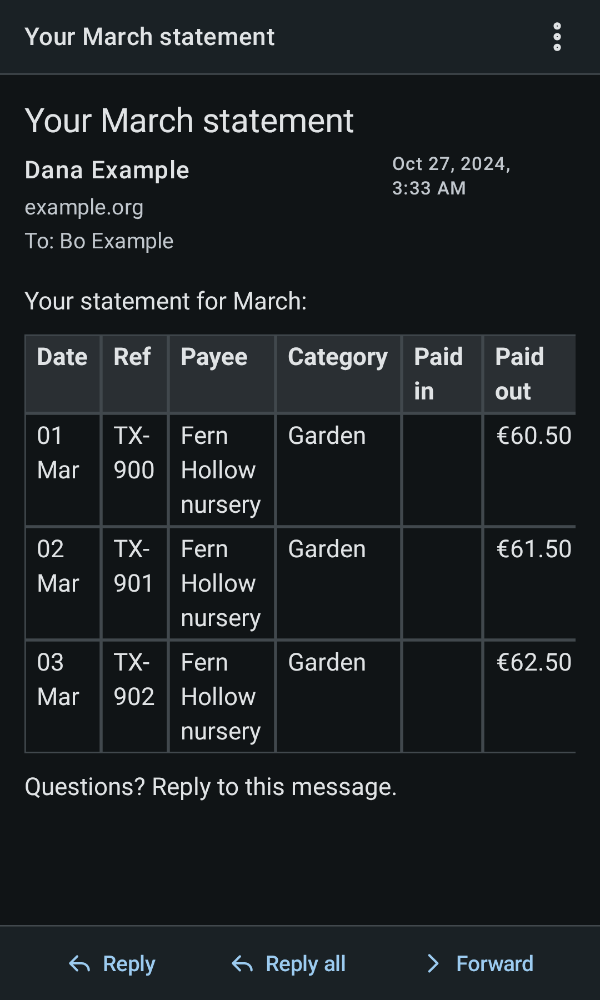 Your March statement
Your March statement
Dana Example
Oct 27, 2024,
3:33 AM
example.org
To: Bo Example
Your statement for March:
Date Ref Payee Category Paid in Paid out
01 Mar TX-900 Fern Hollow nursery Garden €60.50
02 Mar TX-901 Fern Hollow nursery Garden €61.50
03 Mar TX-902 Fern Hollow nursery Garden €62.50
Questions? Reply to this message.
Reply Reply all Forward